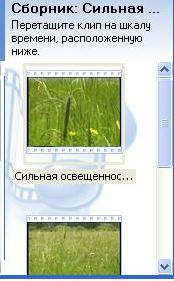 Сборник: Сильная ...
Перетащите клип на шкалу
времени, расположенную
ниже.
Сильная освещеннос...